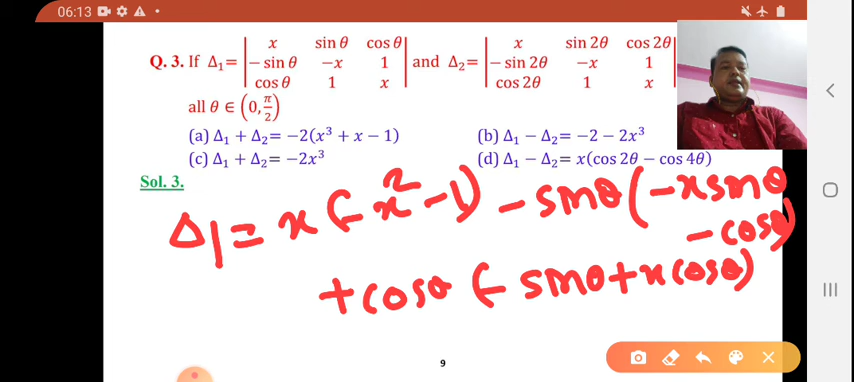 06:13
Q. 3. If Δ₁= | x sin θ cos θ | and Δ₂= | x sin 2θ cos 2θ |
| − sin θ −x 1 | | − sin 2θ −x 1 |
| cos θ 1 x | | cos 2θ 1 x |
all θ ∈ (0, π/2)
(a) Δ₁ + Δ₂= −2(x³ + x − 1) (b) Δ₁ − Δ₂= −2 − 2x³
(c) Δ₁ + Δ₂= −2x³ (d) Δ₁ − Δ₂= x(cos 2θ − cos 4θ)
Sol. 3.
Δ1 = x (−x²−1) − sinθ (−x sinθ
− cosθ)
+ cosθ (− sinθ + x cosθ)
9